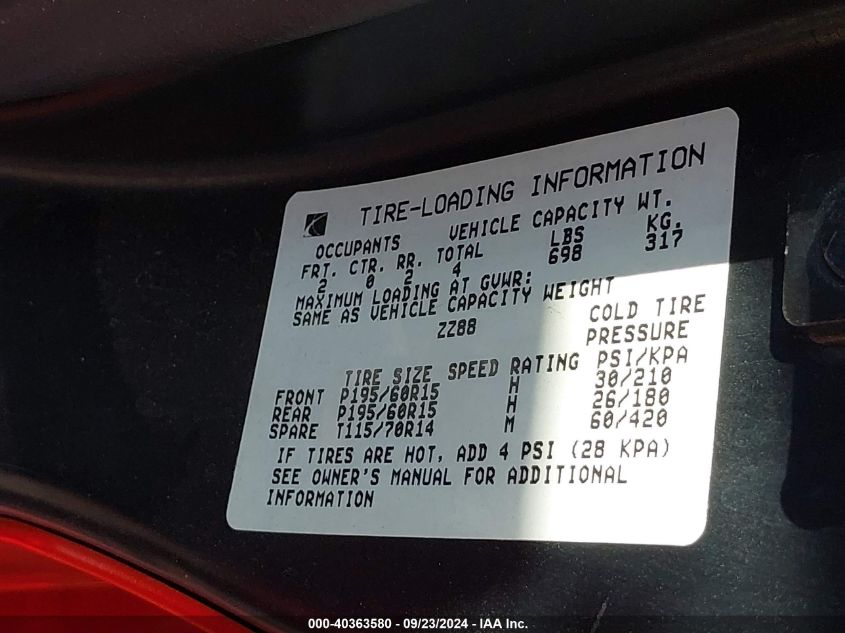 TIRE-LOADING INFORMATION
OCCUPANTS VEHICLE CAPACITY WT.
FRT. CTR. RR. TOTAL LBS KG.
2 0 2 4 698 317
MAXIMUM LOADING AT GVWR:
SAME AS VEHICLE CAPACITY WEIGHT
ZZ88 COLD TIRE
PRESSURE
TIRE SIZE SPEED RATING PSI/KPA
FRONT P195/60R15 H 30/210
REAR P195/60R15 H 26/180
SPARE T115/70R14 M 60/420
IF TIRES ARE HOT, ADD 4 PSI (28 KPA)
SEE OWNER'S MANUAL FOR ADDITIONAL
INFORMATION
000-40363580 - 09/23/2024 - IAA Inc.